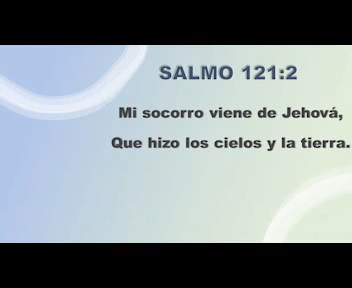 SALMO 121:2
Mi socorro viene de Jehová,
Que hizo los cielos y la tierra.